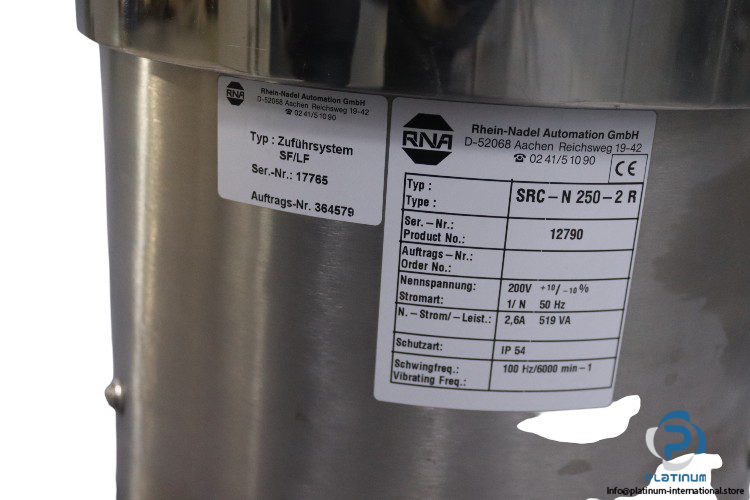 RNA
Rhein-Nadel Automation GmbH
D-52068 Aachen Reichsweg 19-42
☎ 02 41/5 10 90
Typ : Zuführsystem
SF/LF
Ser.-Nr.: 17765
Auftrags-Nr. 364579
RNA
Rhein-Nadel Automation GmbH
D-52068 Aachen Reichsweg 19-42
☎ 02 41/5 10 90
CE
Typ :
Type : SRC – N 250 – 2 R
Ser. – Nr.:
Product No.: 12790
Auftrags – Nr.:
Order No.:
Nennspannung: 200V +10/ –10 %
Stromart: 1/ N 50 Hz
N. – Strom/ – Leist.: 2,6A 519 VA
Schutzart: IP 54
Schwingfreq.: 100 Hz/6000 min – 1
Vibrating Freq.:
PLATINUM
Info@platinum-international.store